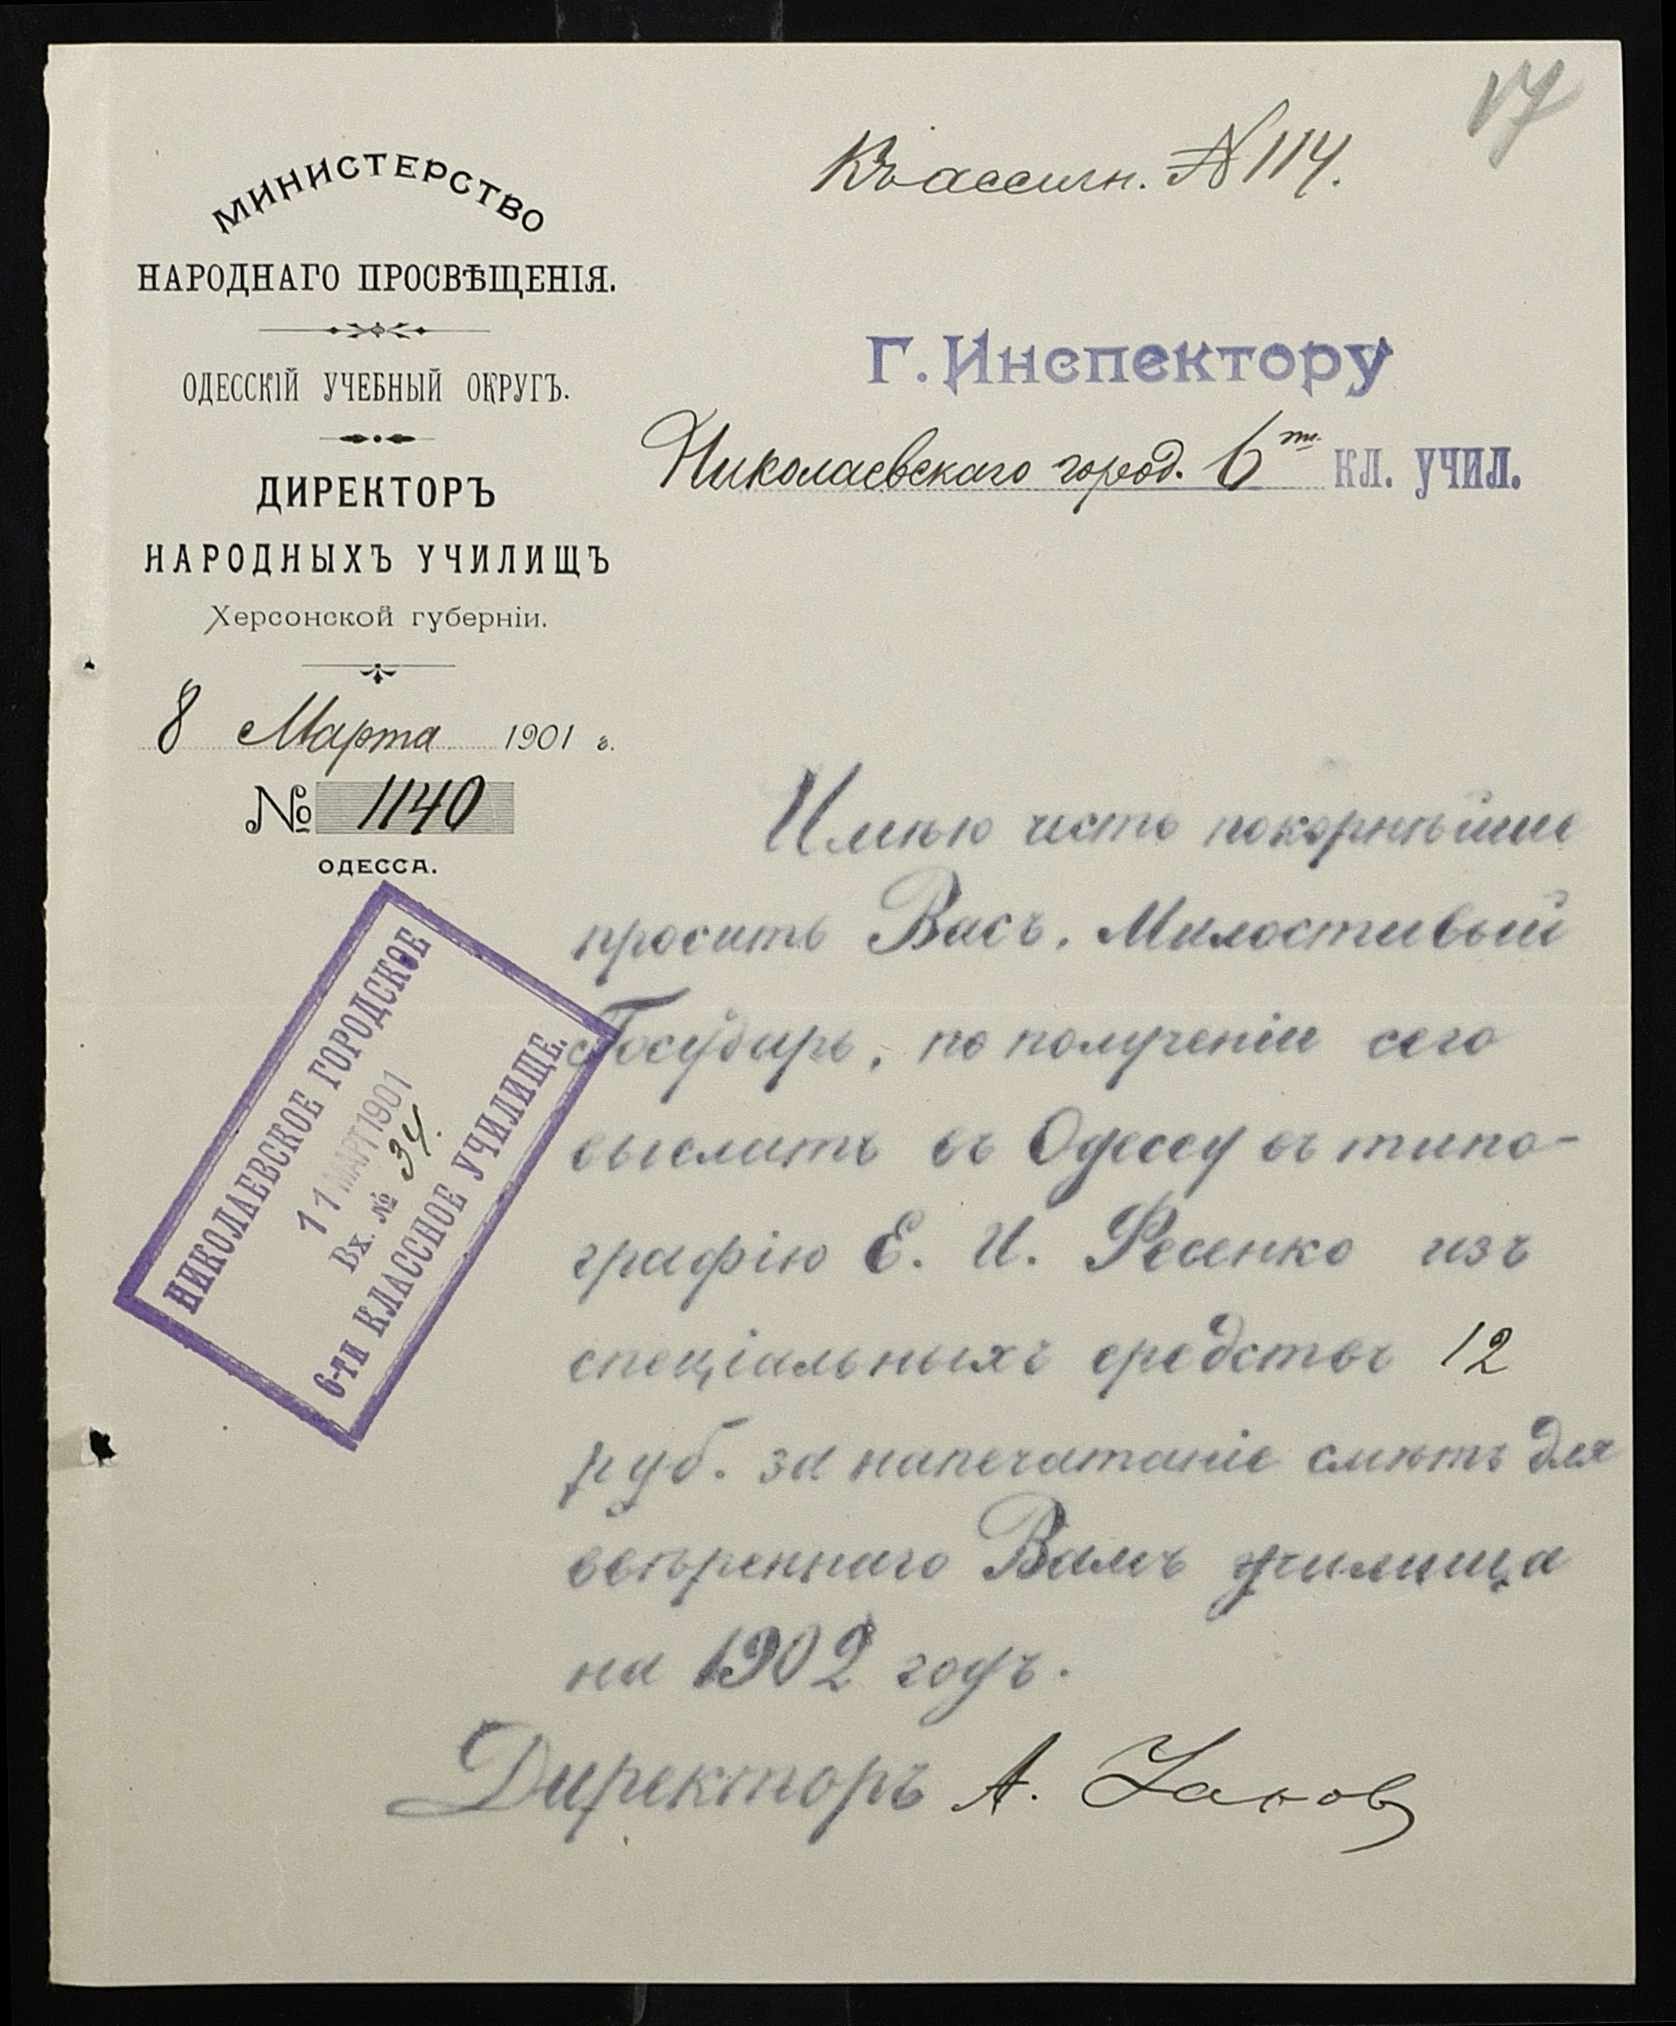 17
Къ ассигн. № 114.
МИНИСТЕРСТВО
НАРОДНАГО ПРОСВѢЩЕНІЯ.
ОДЕССКІЙ УЧЕБНЫЙ ОКРУГЪ.
ДИРЕКТОРЪ
НАРОДНЫХЪ УЧИЛИЩЪ
Херсонской губерніи.
8 Марта 1901 г.
№ 1140
ОДЕССА.
Г. Инспектору
Николаевскаго город. 6ти КЛ. УЧИЛ.
НИКОЛАЕВСКОЕ ГОРОДСКОЕ
11 МАРТ 1901
Вх. № 34.
6-ТИ КЛАССНОЕ УЧИЛИЩЕ.
Имѣю честь покорнѣйше
просить Васъ, Милостивый
Государь, по полученіи сего
выслать въ Одессу въ типо-
графію Е. И. Фесенко изъ
спеціальныхъ средствъ 12
руб. за напечатаніе смѣтъ для
ввѣреннаго Вамъ училища
на 1902 годъ.
Директоръ А.